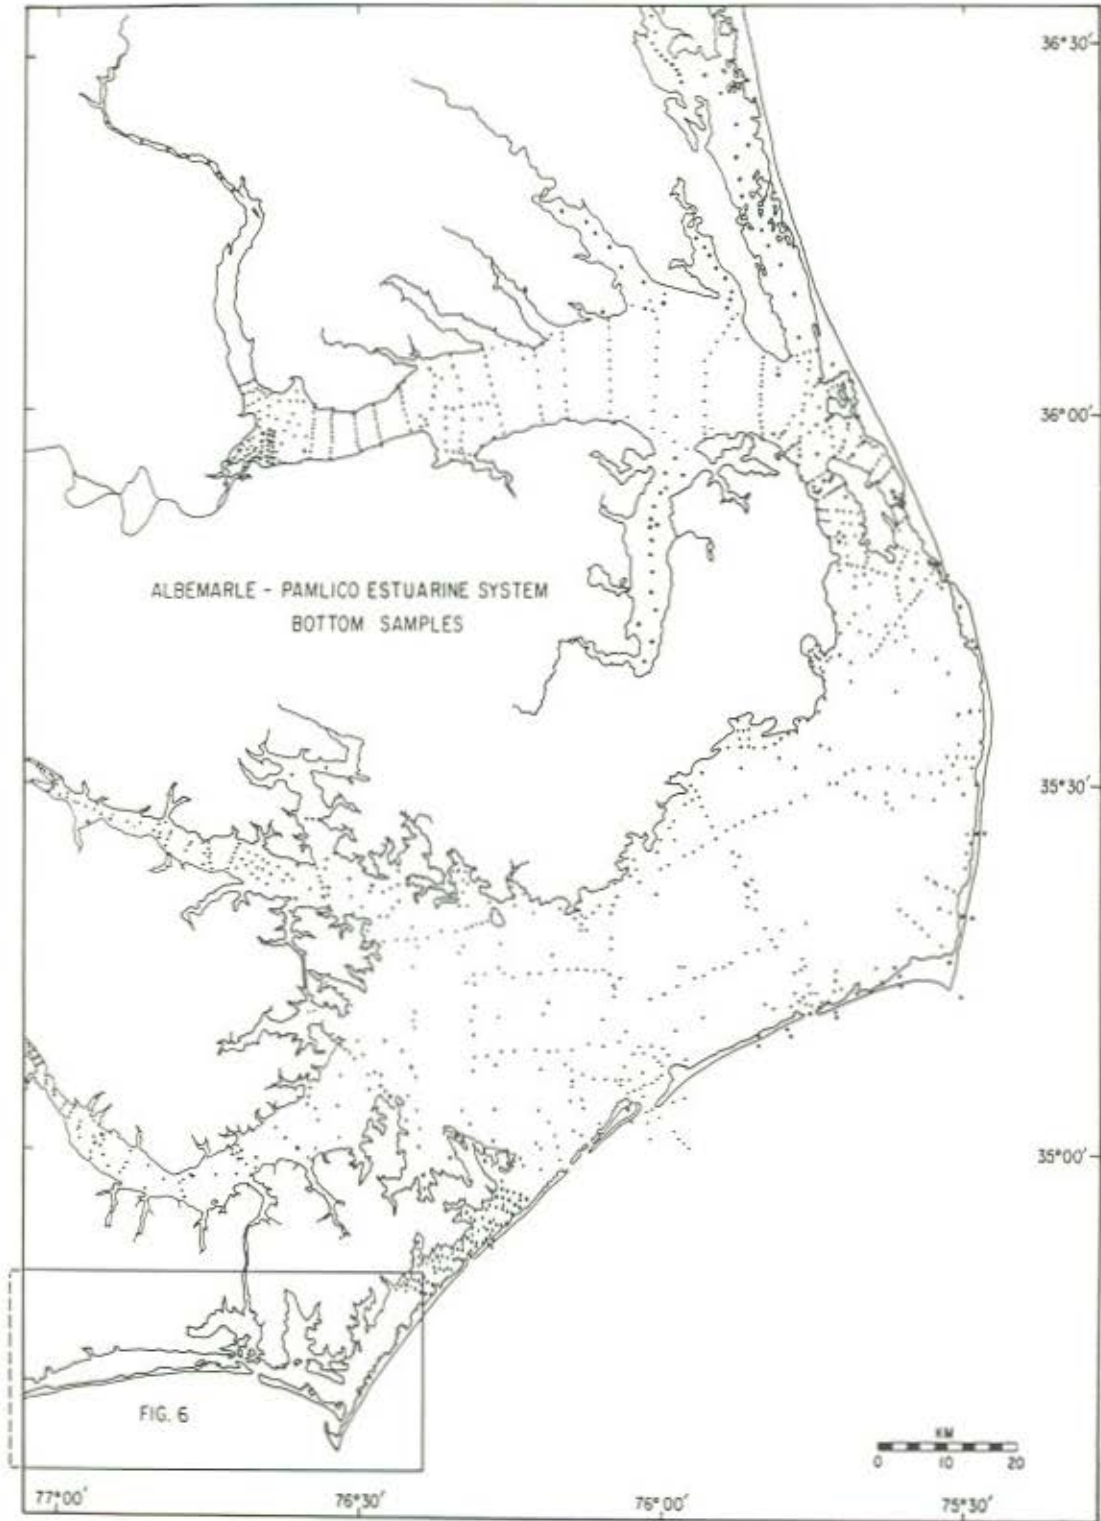 36°30'
36°00'
ALBEMARLE - PAMLICO ESTUARINE SYSTEM
BOTTOM SAMPLES
35°30'
35°00'
FIG. 6
KM
0 10 20
77°00' 76°30' 76°00' 75°30'